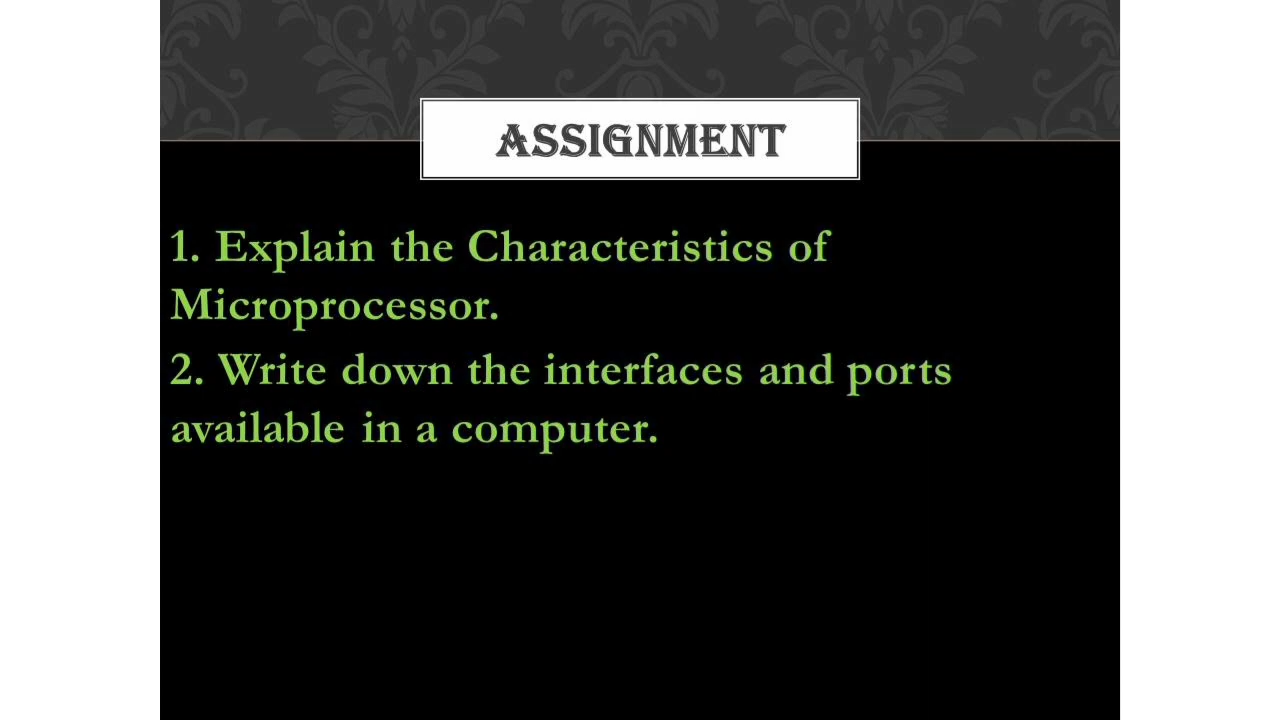 ASSIGNMENT
1. Explain the Characteristics of
Microprocessor.
2. Write down the interfaces and ports
available in a computer.